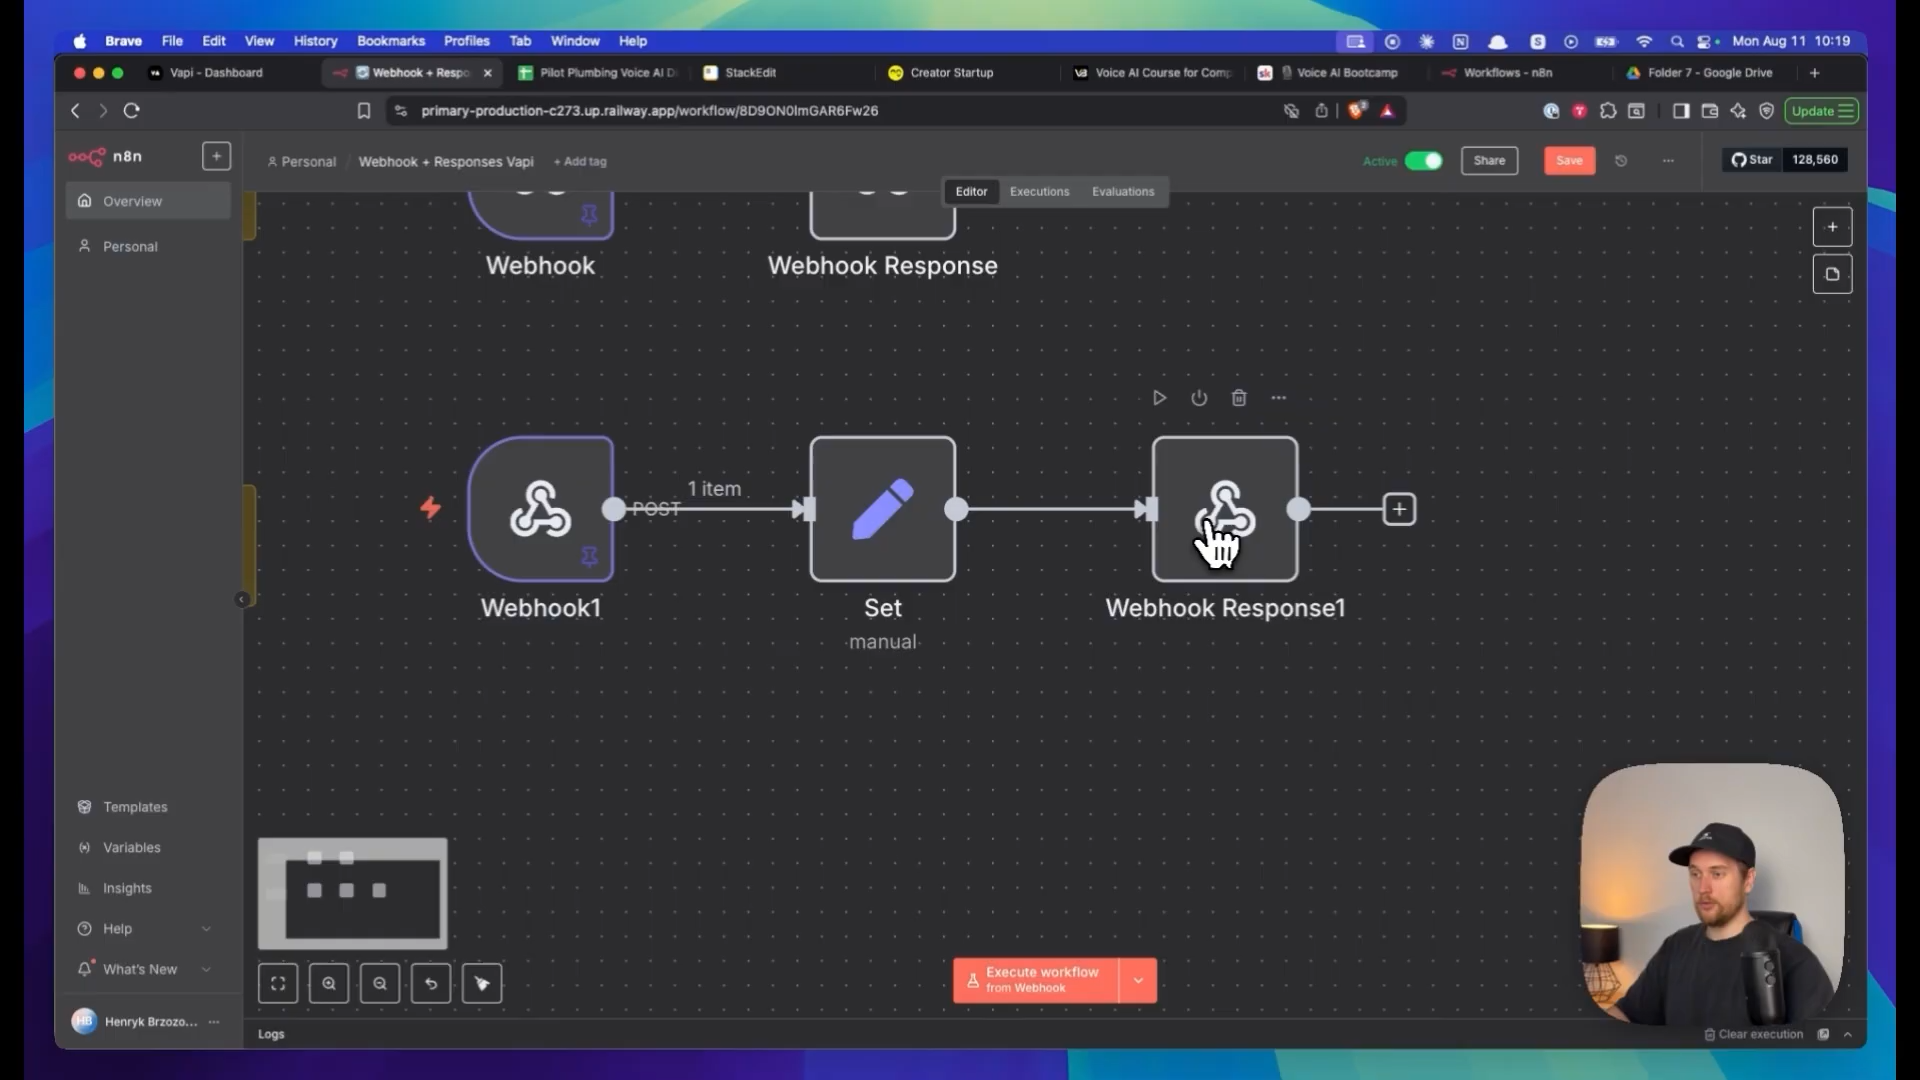 Brave File Edit View History Bookmarks Profiles Tab Window Help Mon Aug 11 10:19
Vapi - Dashboard Webhook + Respo Pilot Plumbing Voice AI D StackEdit Creator Startup Voice AI Course for Comp Voice AI Bootcamp Workflows - n8n Folder 7 - Google Drive
primary-production-c273.up.railway.app/workflow/8D9ON0lmGAR6Fw26 Update
n8n Personal / Webhook + Responses Vapi + Add tag Active Share Save Star 128,560
Editor Executions Evaluations
Overview
Personal
Webhook Webhook Response
1 item
POST
Webhook1 Set Webhook Response1
manual
Templates
Variables
Insights
Help
What's New
HB Henryk Brzozo...
Execute workflow
from Webhook
Logs Clear execution